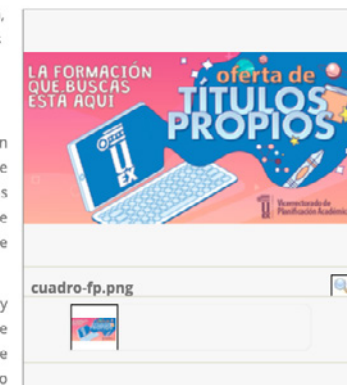 LA FORMACIÓN
QUE BUSCAS
ESTÁ AQUÍ
oferta de
TÍTULOS
PROPIOS
UEX
Vicerrectorado de
Planificación Académica
cuadro-fp.png